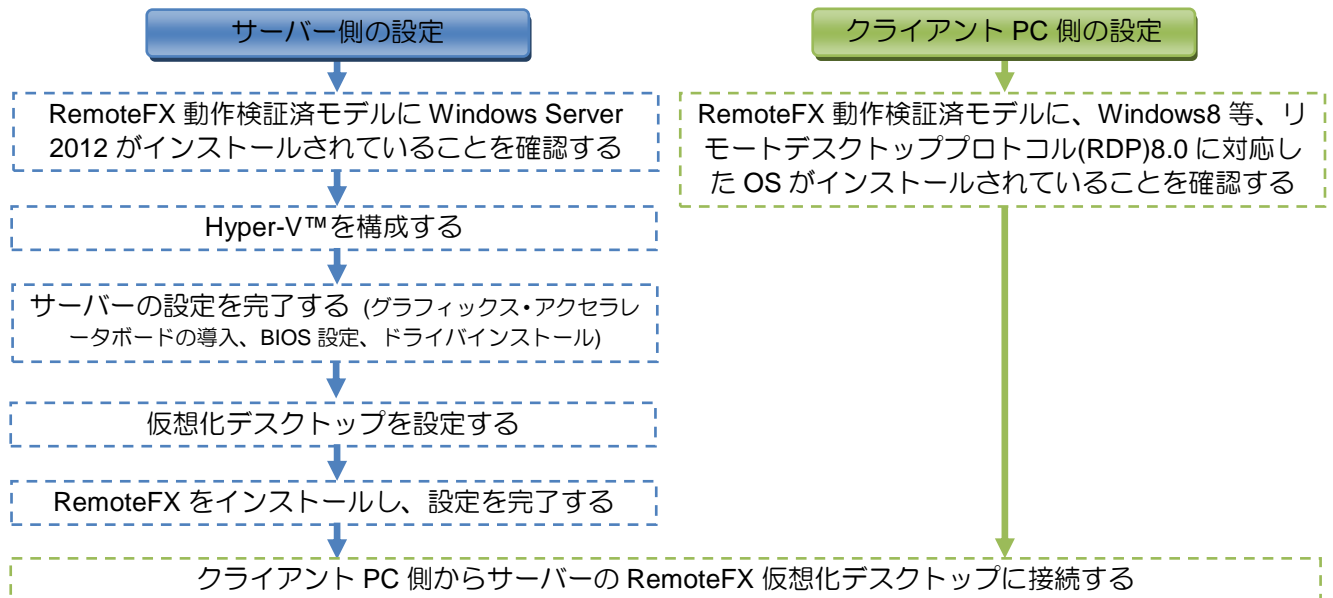 サーバー側の設定
クライアント PC 側の設定
RemoteFX 動作検証済モデルに Windows Server
2012 がインストールされていることを確認する
RemoteFX 動作検証済モデルに、Windows8 等、リ
モートデスクトッププロトコル(RDP)8.0 に対応し
た OS がインストールされていることを確認する
Hyper-V™を構成する
サーバーの設定を完了する (グラフィックス・アクセラレ
ータボードの導入、BIOS 設定、ドライバインストール)
仮想化デスクトップを設定する
RemoteFX をインストールし、設定を完了する
クライアント PC 側からサーバーの RemoteFX 仮想化デスクトップに接続する